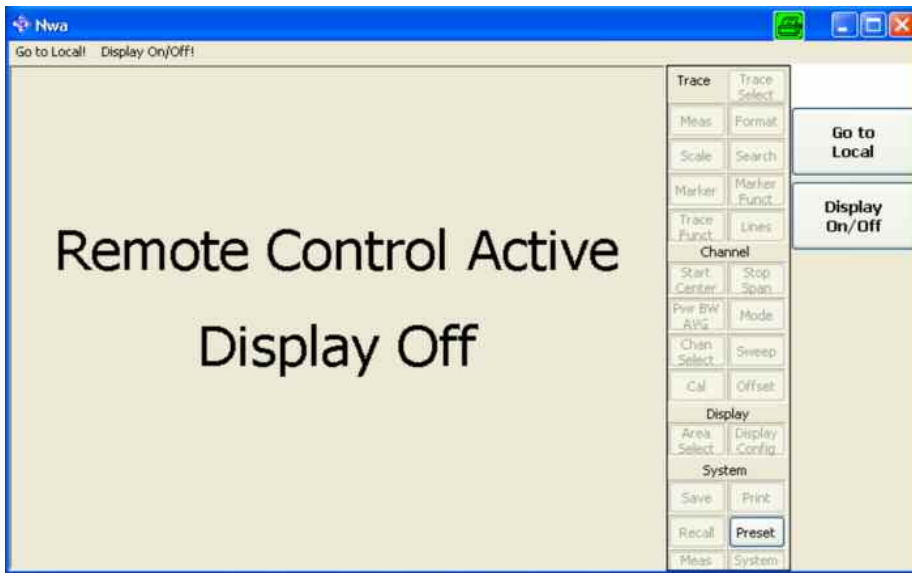 Nwa
Go to Local! Display On/Off!
Remote Control Active
Display Off
Trace
Trace Select
Meas
Format
Scale
Search
Marker
Marker Funct
Trace Funct
Lines
Channel
Start Center
Stop Span
Pwr BW AVG
Mode
Chan Select
Sweep
Cal
Offset
Display
Area Select
Display Config
System
Save
Print
Recall
Preset
Meas
System
Go to
Local
Display
On/Off